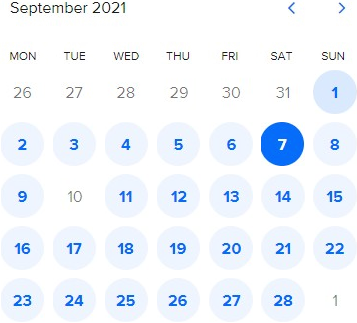 September 2021
MON TUE WED THU FRI SAT SUN
26 27 28 29 30 31 1
2 3 4 5 6 7 8
9 10 11 12 13 14 15
16 17 18 19 20 21 22
23 24 25 26 27 28 1